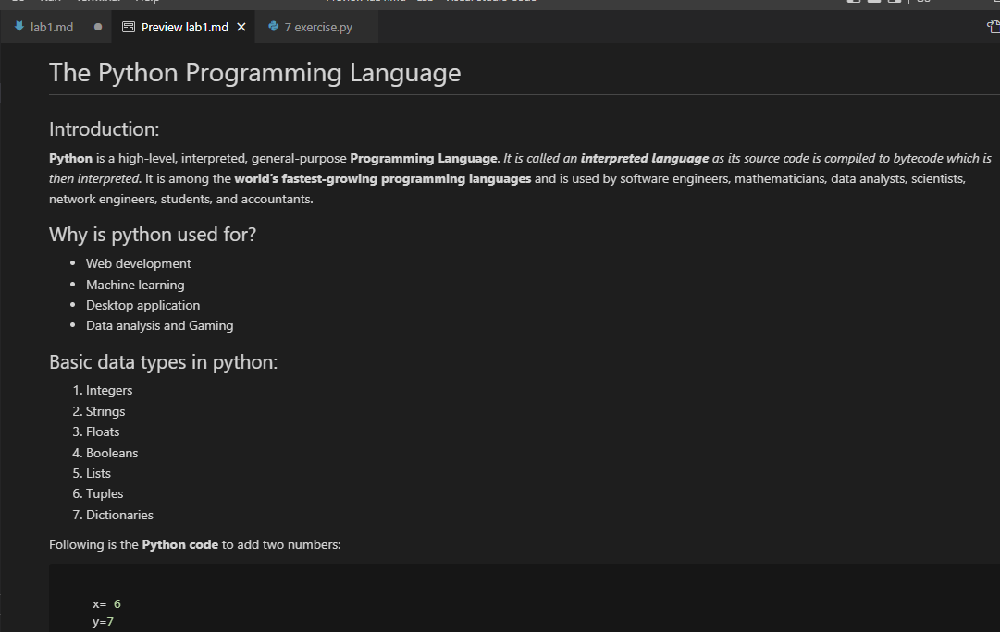 lab1.md
Preview lab1.md
7 exercise.py
The Python Programming Language
Introduction:
Python is a high-level, interpreted, general-purpose Programming Language. It is called an interpreted language as its source code is compiled to bytecode which is
then interpreted. It is among the world's fastest-growing programming languages and is used by software engineers, mathematicians, data analysts, scientists,
network engineers, students, and accountants.
Why is python used for?
• Web development
• Machine learning
• Desktop application
• Data analysis and Gaming
Basic data types in python:
1. Integers
2. Strings
3. Floats
4. Booleans
5. Lists
6. Tuples
7. Dictionaries
Following is the Python code to add two numbers:
x= 6
y=7